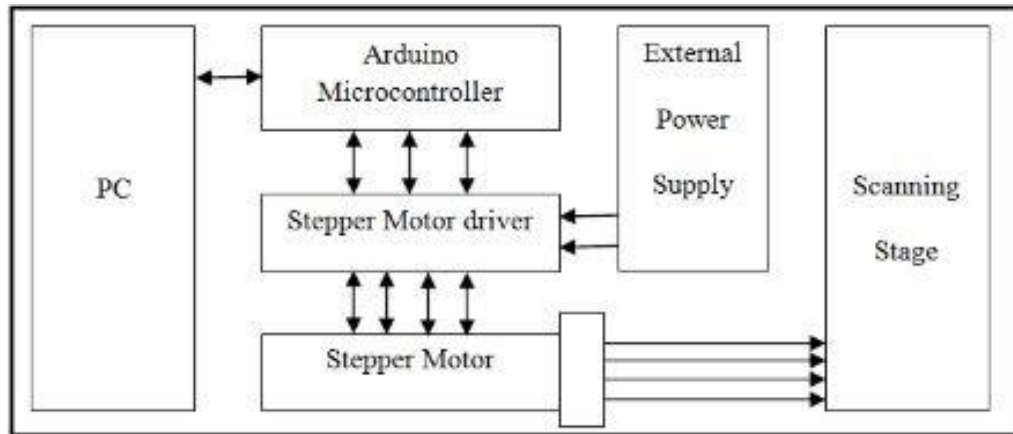 PC
Arduino
Microcontroller
Stepper Motor driver
Stepper Motor
External
Power
Supply
Scanning
Stage